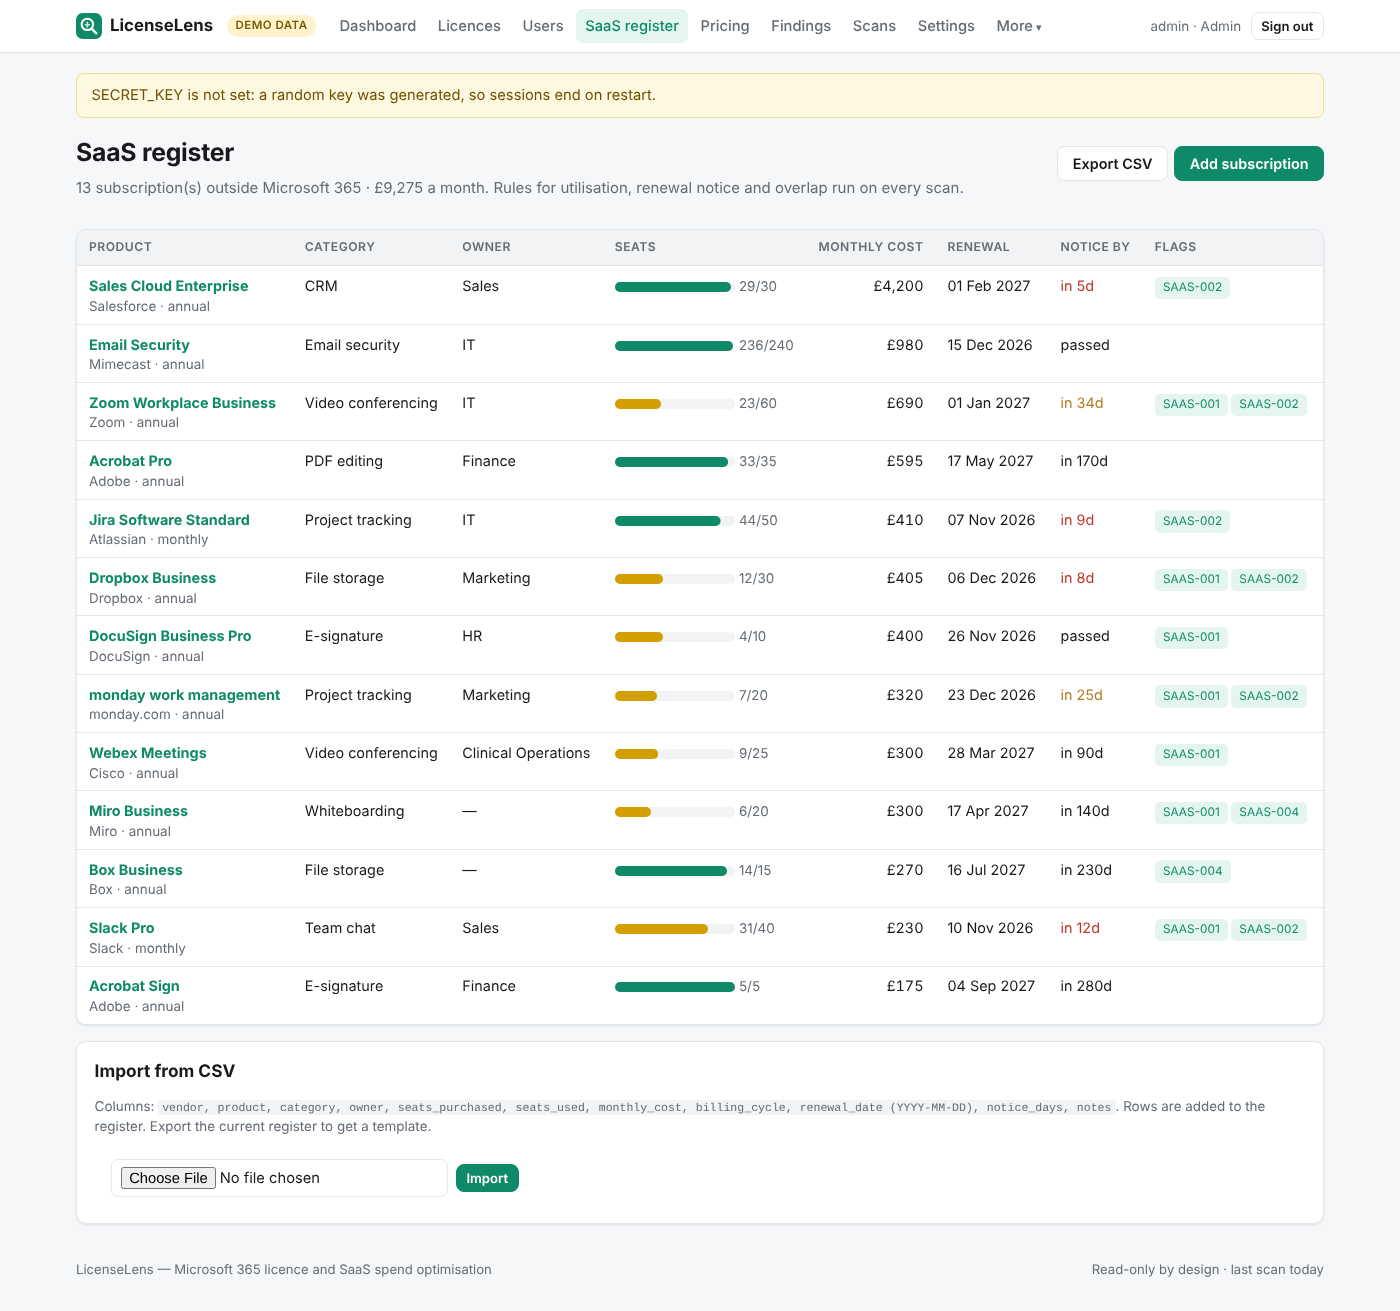 LicenseLens DEMO DATA Dashboard Licences Users SaaS register Pricing Findings Scans Settings More ▾ admin · Admin Sign out
SECRET_KEY is not set: a random key was generated, so sessions end on restart.
SaaS register
Export CSV Add subscription
13 subscription(s) outside Microsoft 365 · £9,275 a month. Rules for utilisation, renewal notice and overlap run on every scan.
PRODUCT CATEGORY OWNER SEATS MONTHLY COST RENEWAL NOTICE BY FLAGS
Sales Cloud Enterprise CRM Sales 29/30 £4,200 01 Feb 2027 in 5d SAAS-002
Salesforce · annual
Email Security Email security IT 236/240 £980 15 Dec 2026 passed
Mimecast · annual
Zoom Workplace Business Video conferencing IT 23/60 £690 01 Jan 2027 in 34d SAAS-001 SAAS-002
Zoom · annual
Acrobat Pro PDF editing Finance 33/35 £595 17 May 2027 in 170d
Adobe · annual
Jira Software Standard Project tracking IT 44/50 £410 07 Nov 2026 in 9d SAAS-002
Atlassian · monthly
Dropbox Business File storage Marketing 12/30 £405 06 Dec 2026 in 8d SAAS-001 SAAS-002
Dropbox · annual
DocuSign Business Pro E-signature HR 4/10 £400 26 Nov 2026 passed SAAS-001
DocuSign · annual
monday work management Project tracking Marketing 7/20 £320 23 Dec 2026 in 25d SAAS-001 SAAS-002
monday.com · annual
Webex Meetings Video conferencing Clinical Operations 9/25 £300 28 Mar 2027 in 90d SAAS-001
Cisco · annual
Miro Business Whiteboarding — 6/20 £300 17 Apr 2027 in 140d SAAS-001 SAAS-004
Miro · annual
Box Business File storage — 14/15 £270 16 Jul 2027 in 230d SAAS-004
Box · annual
Slack Pro Team chat Sales 31/40 £230 10 Nov 2026 in 12d SAAS-001 SAAS-002
Slack · monthly
Acrobat Sign E-signature Finance 5/5 £175 04 Sep 2027 in 280d
Adobe · annual
Import from CSV
Columns: vendor, product, category, owner, seats_purchased, seats_used, monthly_cost, billing_cycle, renewal_date (YYYY-MM-DD), notice_days, notes. Rows are added to the
register. Export the current register to get a template.
Choose File No file chosen Import
LicenseLens — Microsoft 365 licence and SaaS spend optimisation Read-only by design · last scan today